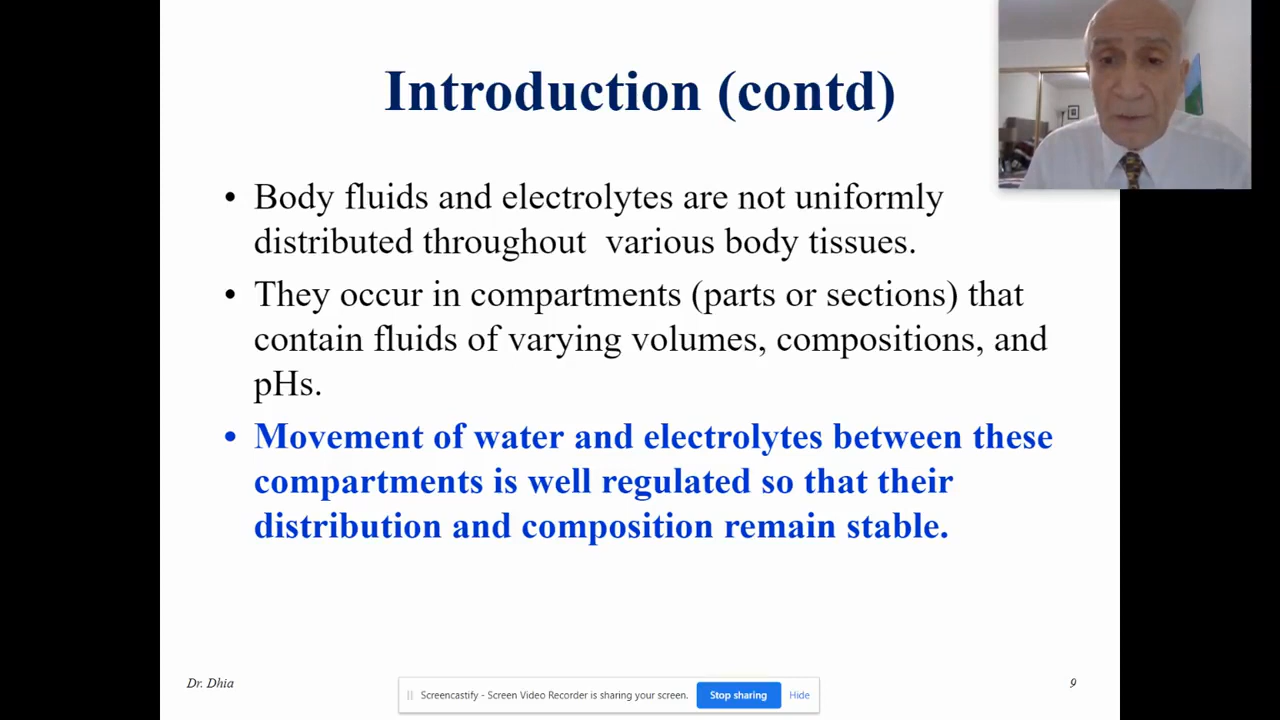 Introduction (contd)
• Body fluids and electrolytes are not uniformly
distributed throughout  various body tissues.
• They occur in compartments (parts or sections) that
contain fluids of varying volumes, compositions, and
pHs.
• Movement of water and electrolytes between these
compartments is well regulated so that their
distribution and composition remain stable.
Dr. Dhia
Screencastify - Screen Video Recorder is sharing your screen. Stop sharing Hide
9